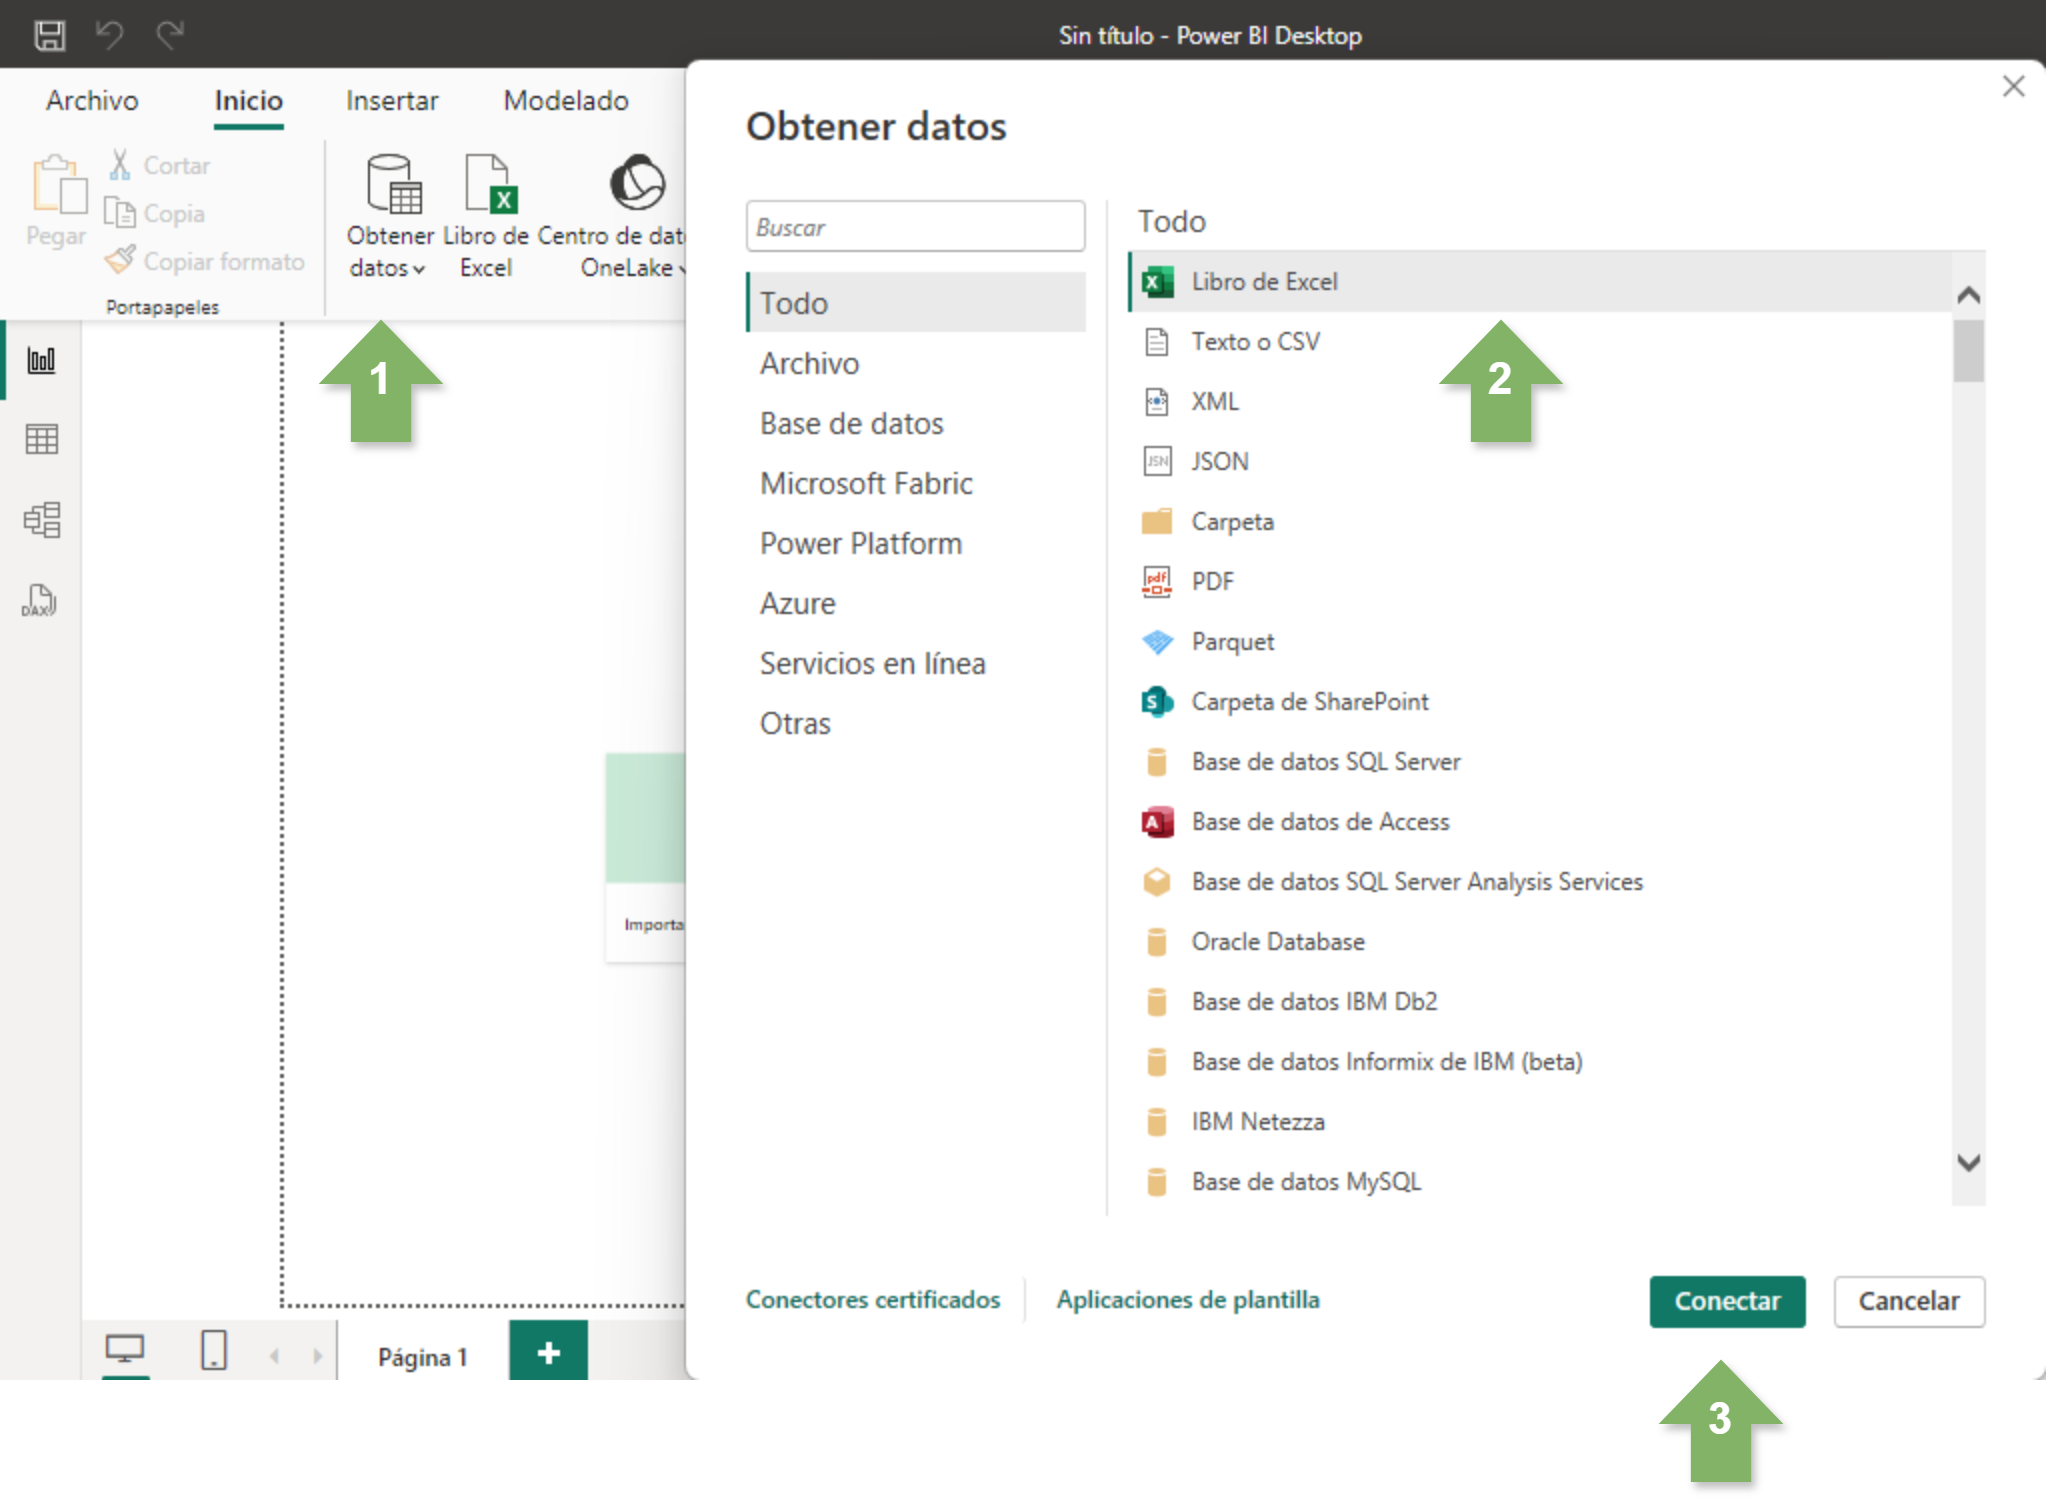 Sin título - Power BI Desktop
Archivo
Inicio
Insertar
Modelado
Pegar
Cortar
Copia
Copiar formato
Portapapeles
Obtener
datos
Libro de
Excel
Centro de dat
OneLake
1
DAX
Importa
Página 1
Obtener datos
Buscar
Todo
Archivo
Base de datos
Microsoft Fabric
Power Platform
Azure
Servicios en línea
Otras
Todo
Libro de Excel
2
Texto o CSV
XML
JSON
Carpeta
PDF
Parquet
Carpeta de SharePoint
Base de datos SQL Server
Base de datos de Access
Base de datos SQL Server Analysis Services
Oracle Database
Base de datos IBM Db2
Base de datos Informix de IBM (beta)
IBM Netezza
Base de datos MySQL
Conectores certificados
Aplicaciones de plantilla
Conectar
Cancelar
3